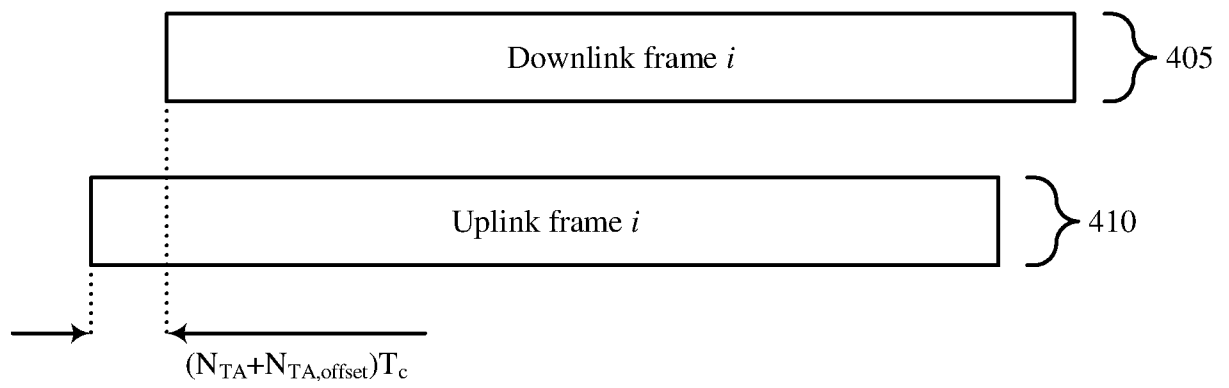 Downlink frame i
405
Uplink frame i
410
(N_TA+N_TA,offset)T_c